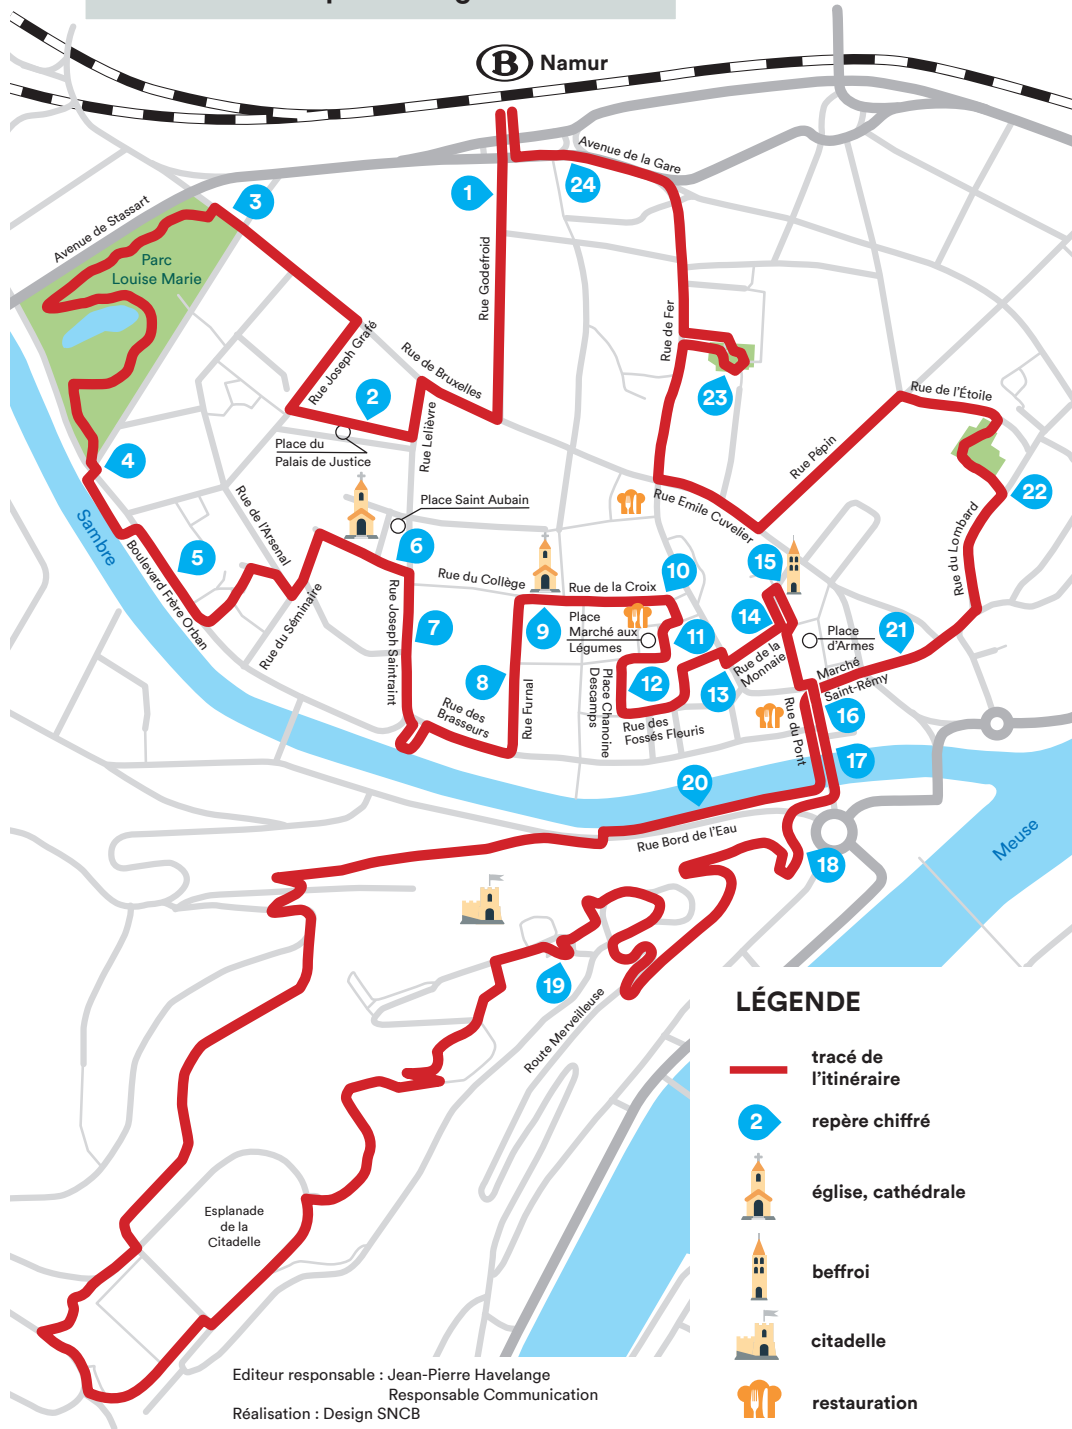 B Namur
Avenue de la Gare
24
1
3
Avenue de Stassart
Parc
Louise Marie
Rue Godefroid
Rue de Fer
Rue Joseph Grafé
Rue de Bruxelles
2
23
Rue de l'Étoile
Rue Lelièvre
Place du
Palais de Justice
Rue Pépin
4
22
Place Saint Aubain
Rue Emile Cuvelier
Rue de l'Arsenal
Sambre
Boulevard Frère Orban
5
6
15
Rue du Lombard
Rue du Collège
Rue de la Croix
10
Rue du Séminaire
Rue Joseph Saintraint
7
9
Place
Marché aux
Légumes
11
14
Place
d'Armes
21
8
12
13
Rue de la
Monnaie
Marché
Saint-Rémy
Rue des
Brasseurs
Rue Furnal
Place Chanoine
Descamps
Rue des
Fossés Fleuris
Rue du Pont
16
17
20
Rue Bord de l'Eau
Meuse
18
19
Route Merveilleuse
Esplanade
de la
Citadelle
LÉGENDE
tracé de
l'itinéraire
2
repère chiffré
église, cathédrale
beffroi
citadelle
restauration
Editeur responsable : Jean-Pierre Havelange
Responsable Communication
Réalisation : Design SNCB